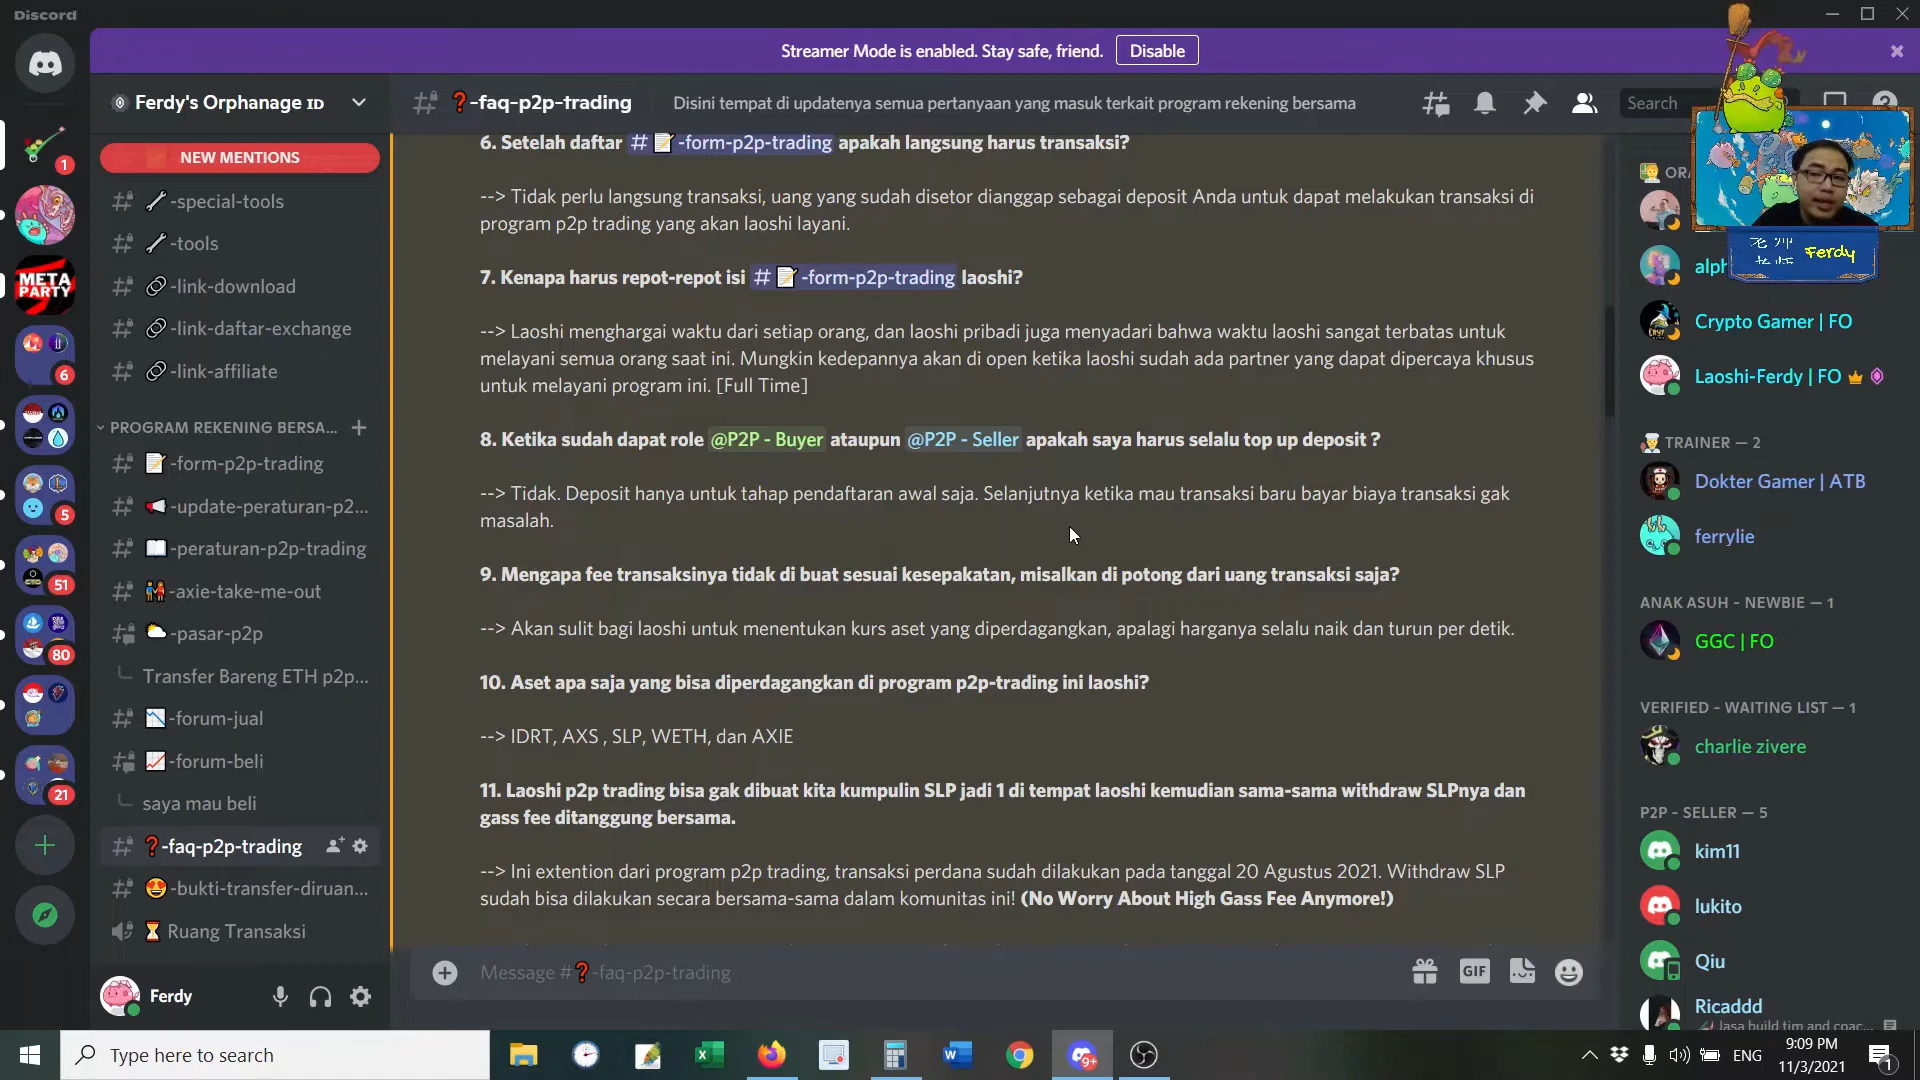 Discord
Streamer Mode is enabled. Stay safe, friend.
Disable
Ferdy's Orphanage ID
❓-faq-p2p-trading
Disini tempat di updatenya semua pertanyaan yang masuk terkait program rekening bersama
Search
NEW MENTIONS
-special-tools
-tools
-link-download
-link-daftar-exchange
-link-affiliate
PROGRAM REKENING BERSA...
-form-p2p-trading
-update-peraturan-p2...
-peraturan-p2p-trading
-axie-take-me-out
-pasar-p2p
Transfer Bareng ETH p2p...
-forum-jual
-forum-beli
saya mau beli
❓-faq-p2p-trading
-bukti-transfer-diruan...
Ruang Transaksi
Ferdy
1
META
PARTY
6
5
51
80
21
6. Setelah daftar # -form-p2p-trading apakah langsung harus transaksi?
--> Tidak perlu langsung transaksi, uang yang sudah disetor dianggap sebagai deposit Anda untuk dapat melakukan transaksi di
program p2p trading yang akan laoshi layani.
7. Kenapa harus repot-repot isi # -form-p2p-trading laoshi?
--> Laoshi menghargai waktu dari setiap orang, dan laoshi pribadi juga menyadari bahwa waktu laoshi sangat terbatas untuk
melayani semua orang saat ini. Mungkin kedepannya akan di open ketika laoshi sudah ada partner yang dapat dipercaya khusus
untuk melayani program ini. [Full Time]
8. Ketika sudah dapat role @P2P - Buyer ataupun @P2P - Seller apakah saya harus selalu top up deposit ?
--> Tidak. Deposit hanya untuk tahap pendaftaran awal saja. Selanjutnya ketika mau transaksi baru bayar biaya transaksi gak
masalah.
9. Mengapa fee transaksinya tidak di buat sesuai kesepakatan, misalkan di potong dari uang transaksi saja?
--> Akan sulit bagi laoshi untuk menentukan kurs aset yang diperdagangkan, apalagi harganya selalu naik dan turun per detik.
10. Aset apa saja yang bisa diperdagangkan di program p2p-trading ini laoshi?
--> IDRT, AXS , SLP, WETH, dan AXIE
11. Laoshi p2p trading bisa gak dibuat kita kumpulin SLP jadi 1 di tempat laoshi kemudian sama-sama withdraw SLPnya dan
gass fee ditanggung bersama.
--> Ini extention dari program p2p trading, transaksi perdana sudah dilakukan pada tanggal 20 Agustus 2021. Withdraw SLP
sudah bisa dilakukan secara bersama-sama dalam komunitas ini! (No Worry About High Gass Fee Anymore!)
Message #❓-faq-p2p-trading
GIF
老师
Ferdy
Crypto Gamer | FO
Laoshi-Ferdy | FO
TRAINER — 2
Dokter Gamer | ATB
ferrylie
ANAK ASUH - NEWBIE — 1
GGC | FO
VERIFIED - WAITING LIST — 1
charlie zivere
P2P - SELLER — 5
kim11
lukito
Qiu
Ricaddd
Jasa build tim and coac...
Type here to search
9+
ENG
9:09 PM
11/3/2021
1